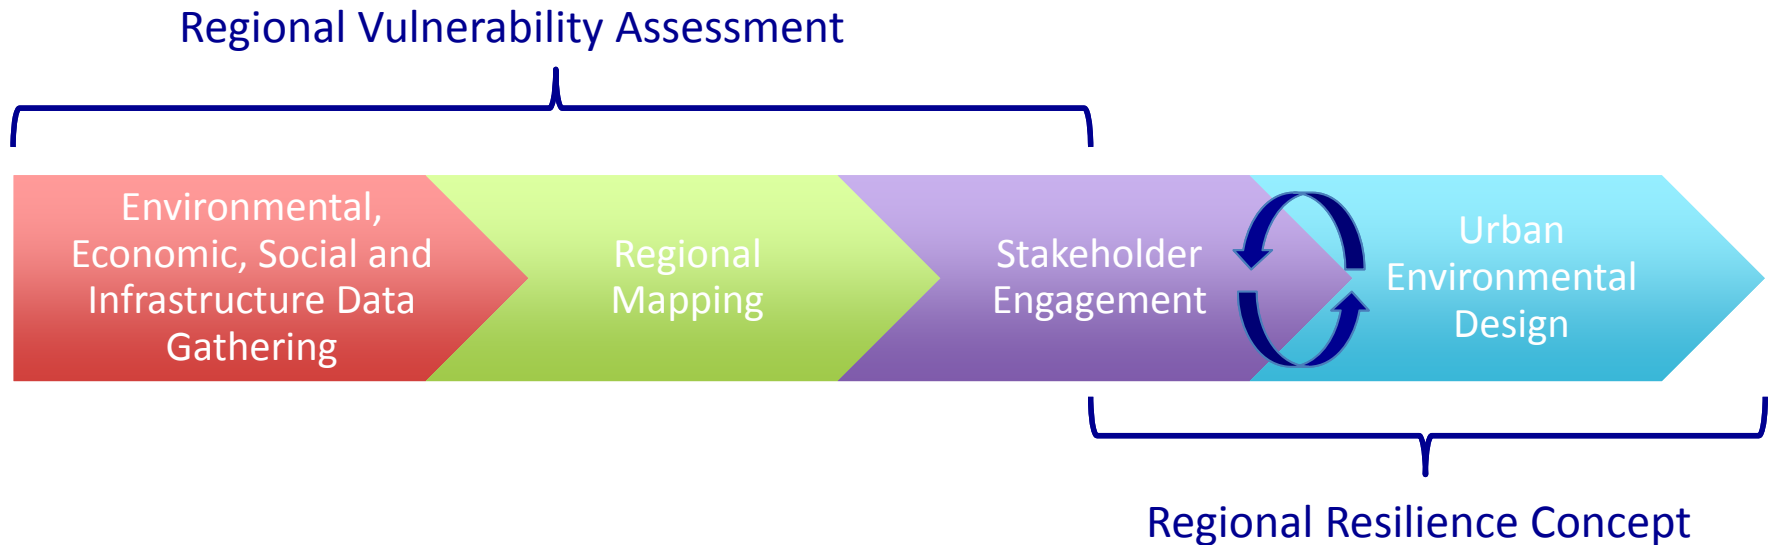 Regional Vulnerability Assessment
Environmental,
Economic, Social and
Infrastructure Data
Gathering
Regional
Mapping
Stakeholder
Engagement
Urban
Environmental
Design
Regional Resilience Concept